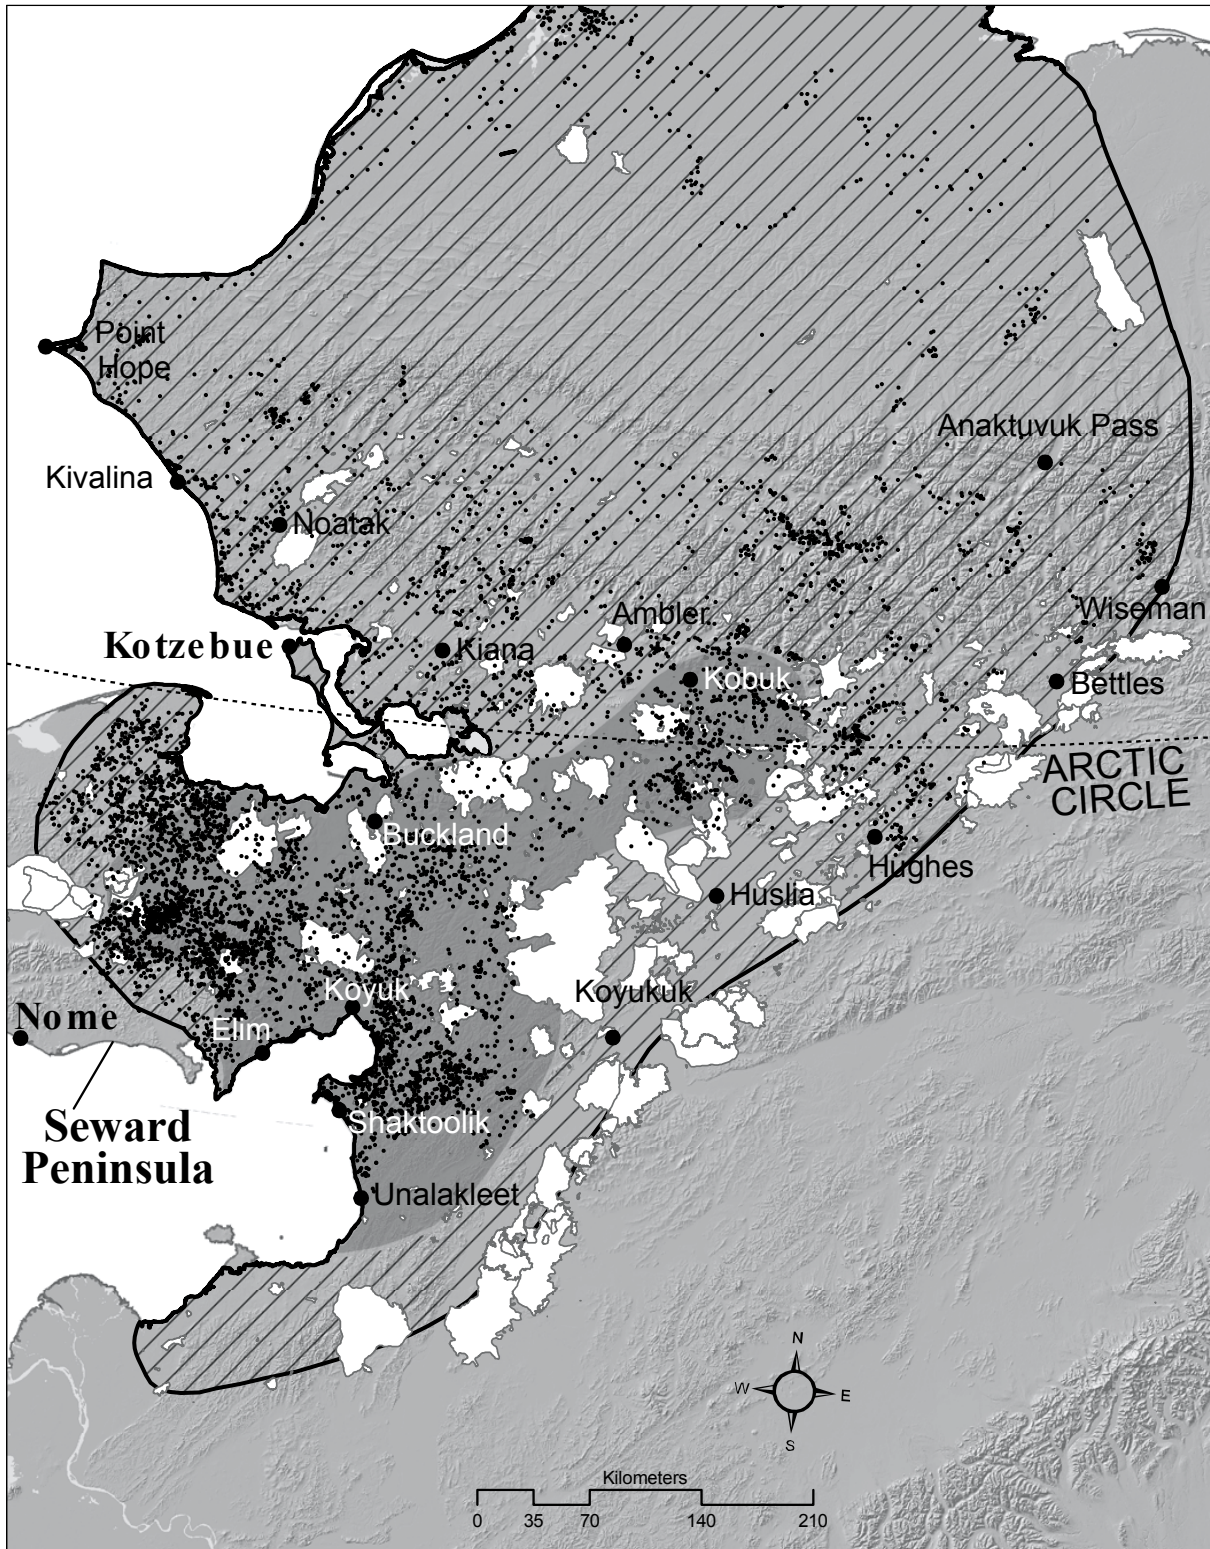 Point
Hope
Anaktuvuk Pass
Kivalina
Noatak
Wiseman
Ambler
Kotzebue
Kiana
Kobuk
Bettles
ARCTIC
CIRCLE
Buckland
Hughes
Huslia
Koyuk
Koyukuk
Nome
Elim
Seward
Peninsula
Shaktoolik
Unalakleet
N
W
E
S
Kilometers
0 35 70 140 210